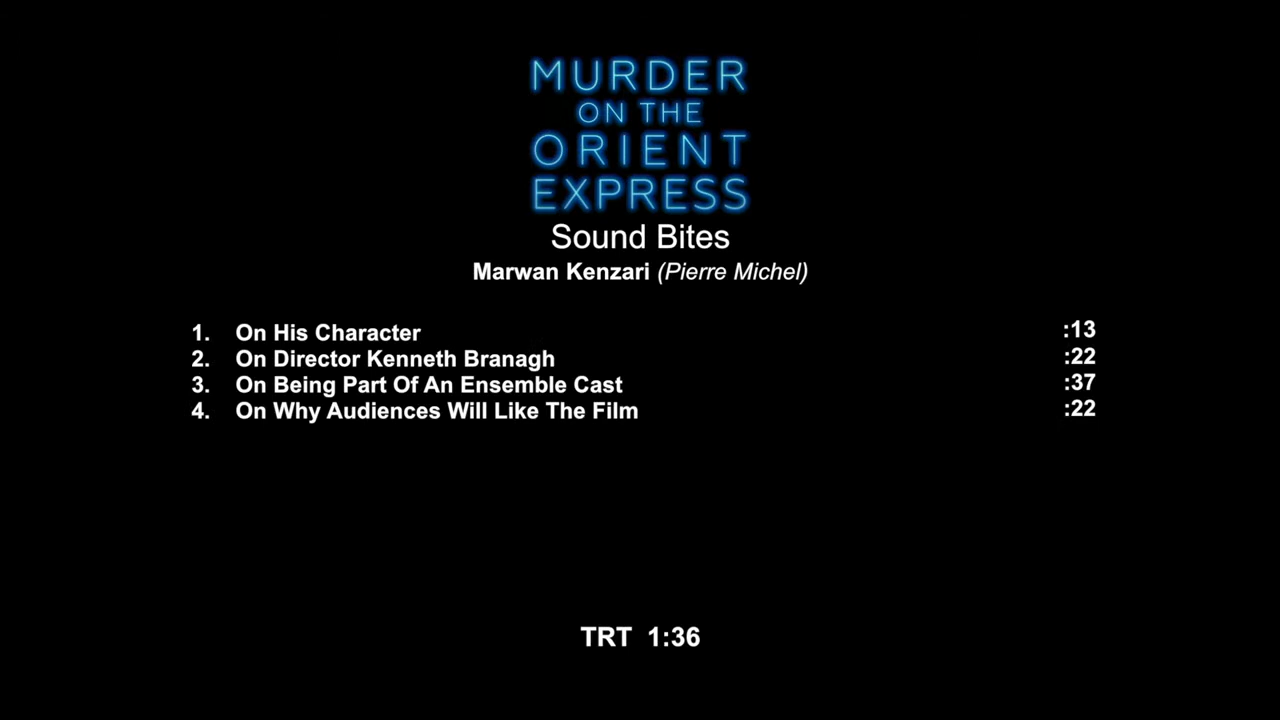 MURDER
ON THE
ORIENT
EXPRESS
Sound Bites
Marwan Kenzari (Pierre Michel)
1. On His Character :13
2. On Director Kenneth Branagh :22
3. On Being Part Of An Ensemble Cast :37
4. On Why Audiences Will Like The Film :22
TRT 1:36